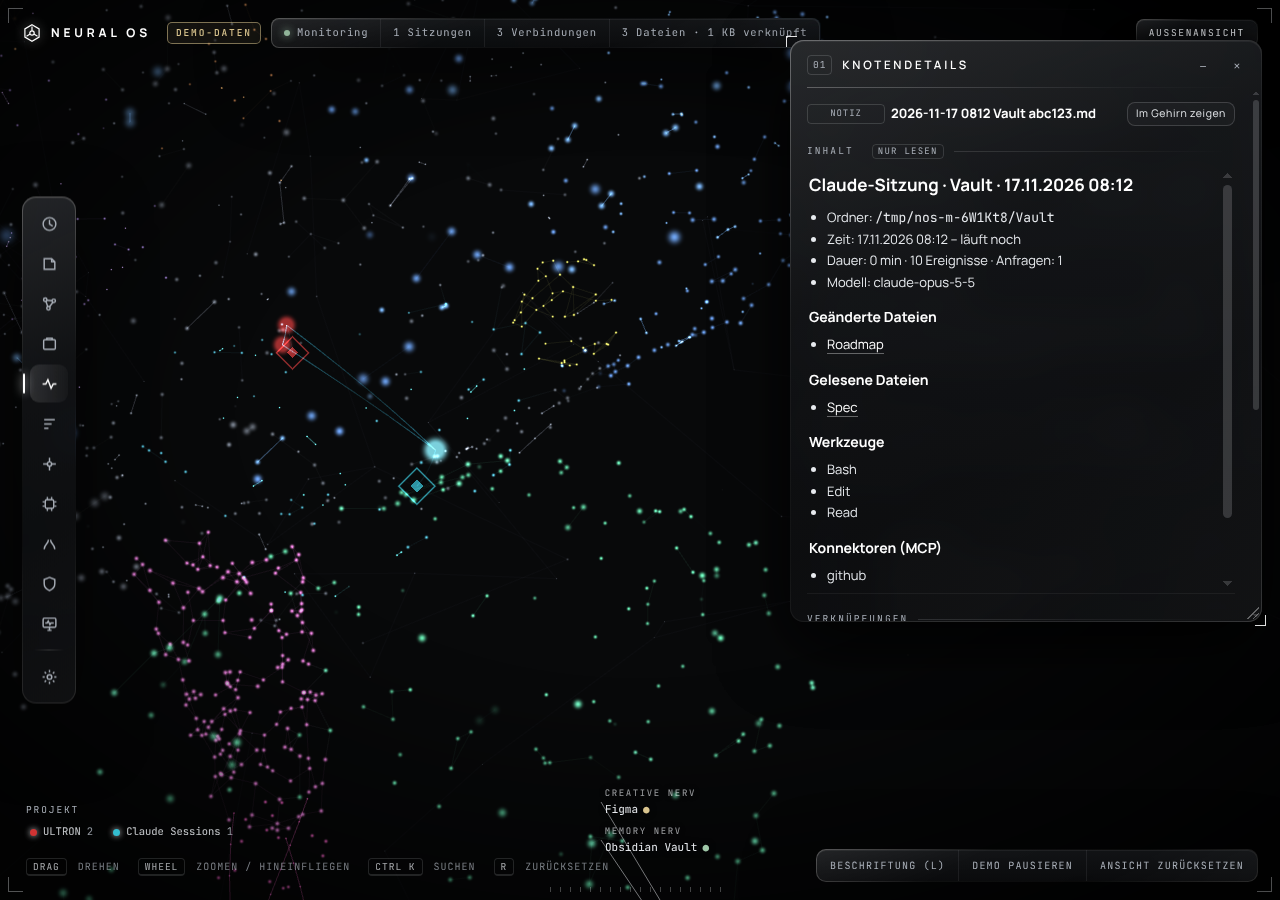 NEURAL OS
DEMO-DATEN
Monitoring
1 Sitzungen
3 Verbindungen
3 Dateien · 1 KB verknüpft
AUSSENANSICHT
01 KNOTENDETAILS
NOTIZ 2026-11-17 0812 Vault abc123.md Im Gehirn zeigen
INHALT NUR LESEN
Claude-Sitzung · Vault · 17.11.2026 08:12
Ordner: /tmp/nos-m-6W1Kt8/Vault
Zeit: 17.11.2026 08:12 – läuft noch
Dauer: 0 min · 10 Ereignisse · Anfragen: 1
Modell: claude-opus-5-5
Geänderte Dateien
Roadmap
Gelesene Dateien
Spec
Werkzeuge
Bash
Edit
Read
Konnektoren (MCP)
github
VERKNÜPFUNGEN
CREATIVE NERV
Figma
MEMORY NERV
Obsidian Vault
PROJEKT
ULTRON 2 Claude Sessions 1
DRAG DREHEN WHEEL ZOOMEN / HINEINFLIEGEN CTRL K SUCHEN R ZURÜCKSETZEN
BESCHRIFTUNG (L) DEMO PAUSIEREN ANSICHT ZURÜCKSETZEN